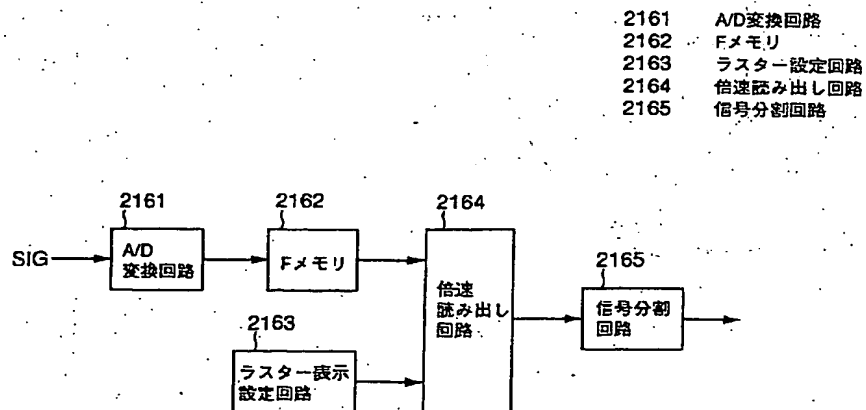 2161 A/D変換回路
2162 Fメモリ
2163 ラスター設定回路
2164 倍速読み出し回路
2165 信号分割回路
2161
2162
2164
SIG
A/D
変換回路
Fメモリ
倍速
読み出し
回路
2165
信号分割
回路
2163
ラスター表示
設定回路